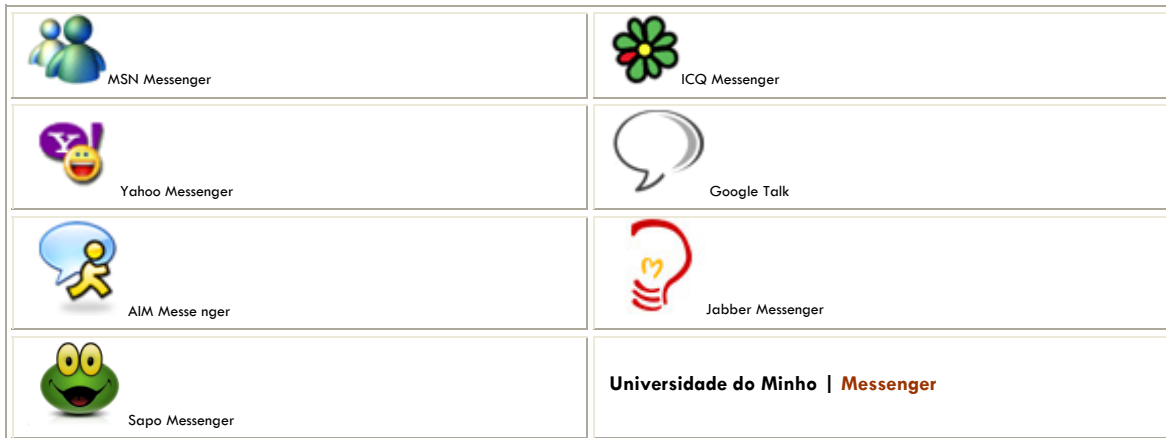 MSN Messenger
ICQ Messenger
Y!
Yahoo Messenger
Google Talk
AIM Messe nger
Jabber Messenger
Sapo Messenger
Universidade do Minho | Messenger